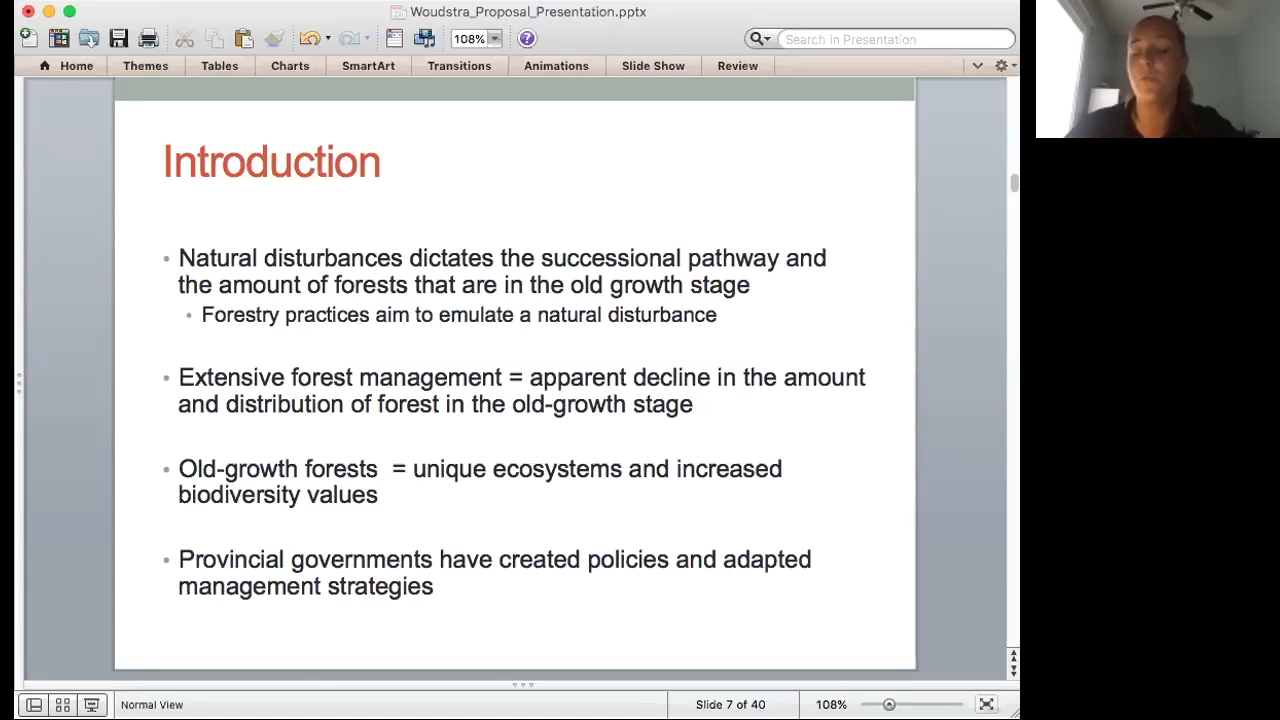 Woudstra_Proposal_Presentation.pptx
108%
Search in Presentation
Home Themes Tables Charts SmartArt Transitions Animations Slide Show Review
Introduction
• Natural disturbances dictates the successional pathway and
the amount of forests that are in the old growth stage
• Forestry practices aim to emulate a natural disturbance
• Extensive forest management = apparent decline in the amount
and distribution of forest in the old-growth stage
• Old-growth forests = unique ecosystems and increased
biodiversity values
• Provincial governments have created policies and adapted
management strategies
Normal View Slide 7 of 40 108%